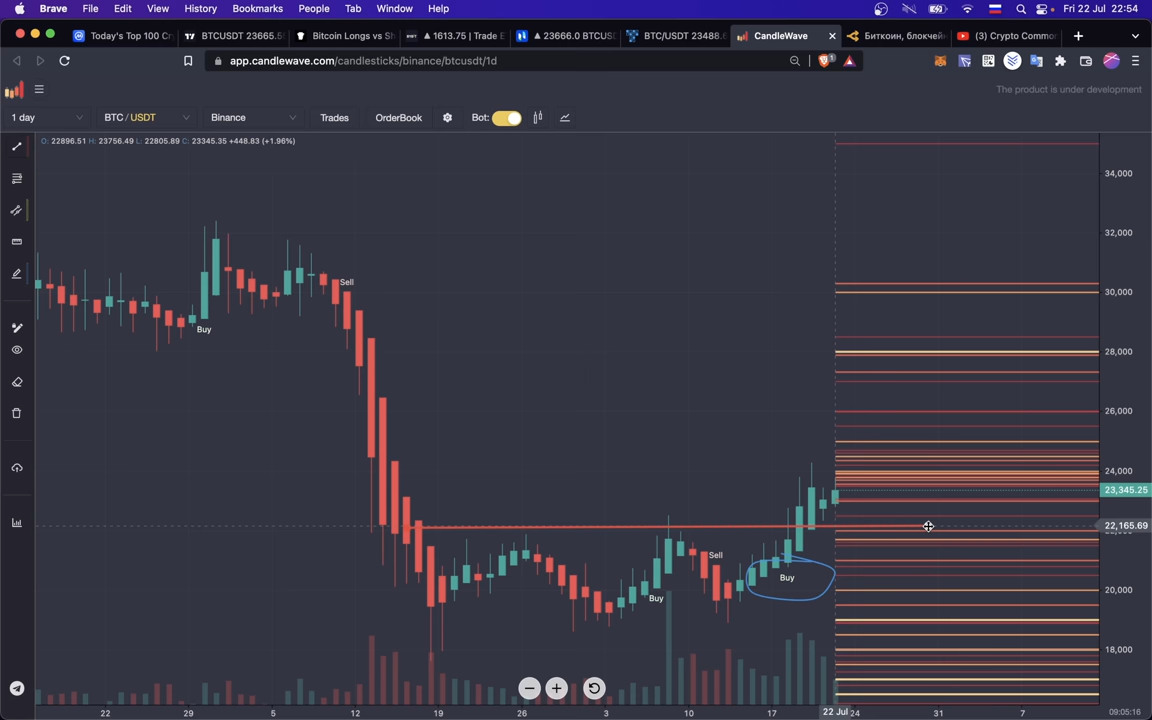 Brave File Edit View History Bookmarks People Tab Window Help Fri 22 Jul 22:54
Today's Top 100 Cr BTCUSDT 23665.5 Bitcoin Longs vs Sh 1613.75 | Trade E 23666.0 BTCUS BTC/USDT 23488. CandleWave Биткоин, блокчей (3) Crypto Commo
app.candlewave.com/candlesticks/binance/btcusdt/1d
The product is under development
1 day BTC / USDT Binance Trades OrderBook Bot:
O: 22896.51 H: 23756.49 L: 22805.89 C: 23345.35 +448.83 (+1.96%)
34,000
32,000
30,000
28,000
26,000
24,000
23,345.25
22,165.69
20,000
18,000
Sell
Buy
Sell
Buy
Buy
22 29 5 12 19 26 3 10 17 22 Jul 24 31 7 09:05:16